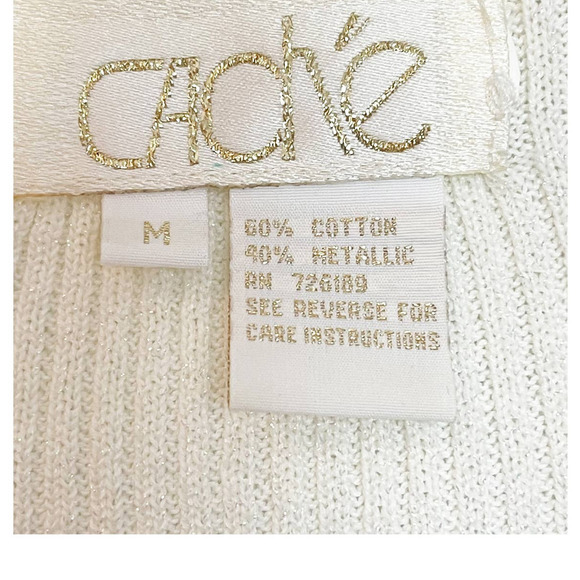 Caché
M
60% COTTON
40% METALLIC
RN 726189
SEE REVERSE FOR
CARE INSTRUCTIONS